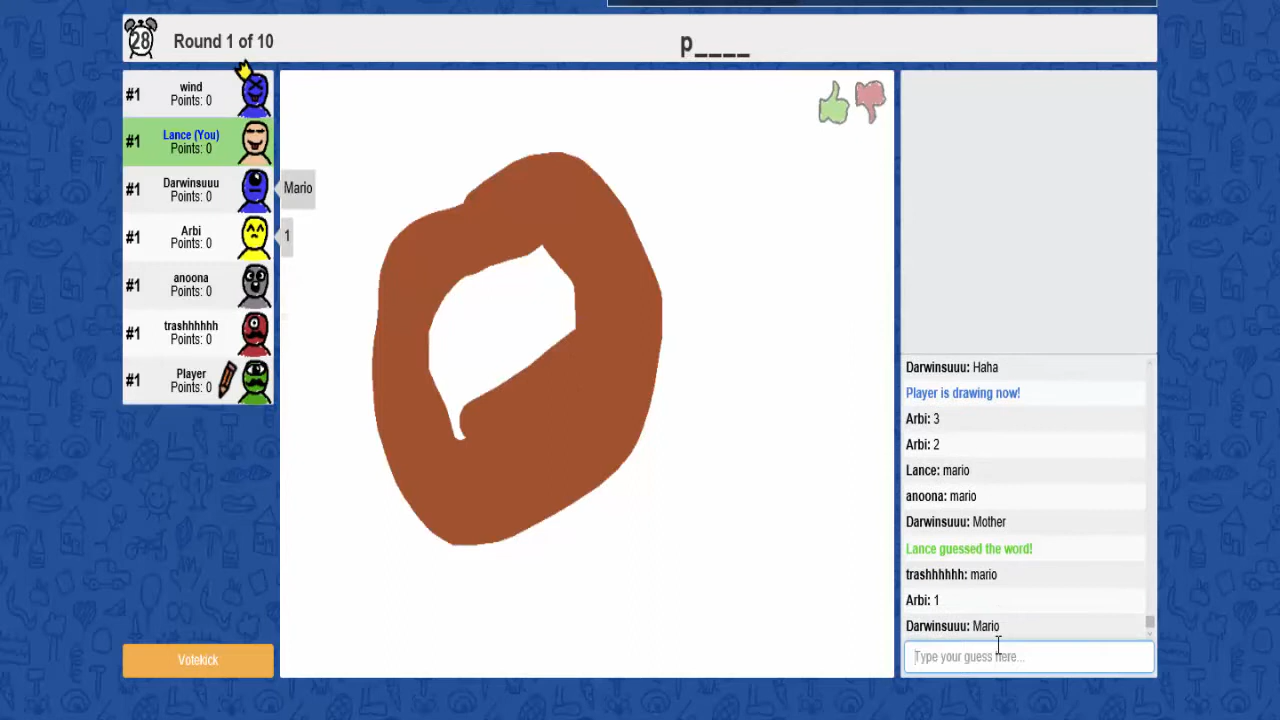 28
Round 1 of 10
p____
#1
wind
Points: 0
#1
Lance (You)
Points: 0
#1
Darwinsuuu
Points: 0
Mario
#1
Arbi
Points: 0
1
#1
anoona
Points: 0
#1
trashhhhhh
Points: 0
#1
Player
Points: 0
Votekick
Darwinsuuu: Haha
Player is drawing now!
Arbi: 3
Arbi: 2
Lance: mario
anoona: mario
Darwinsuuu: Mother
Lance guessed the word!
trashhhhhh: mario
Arbi: 1
Darwinsuuu: Mario
Type your guess here...